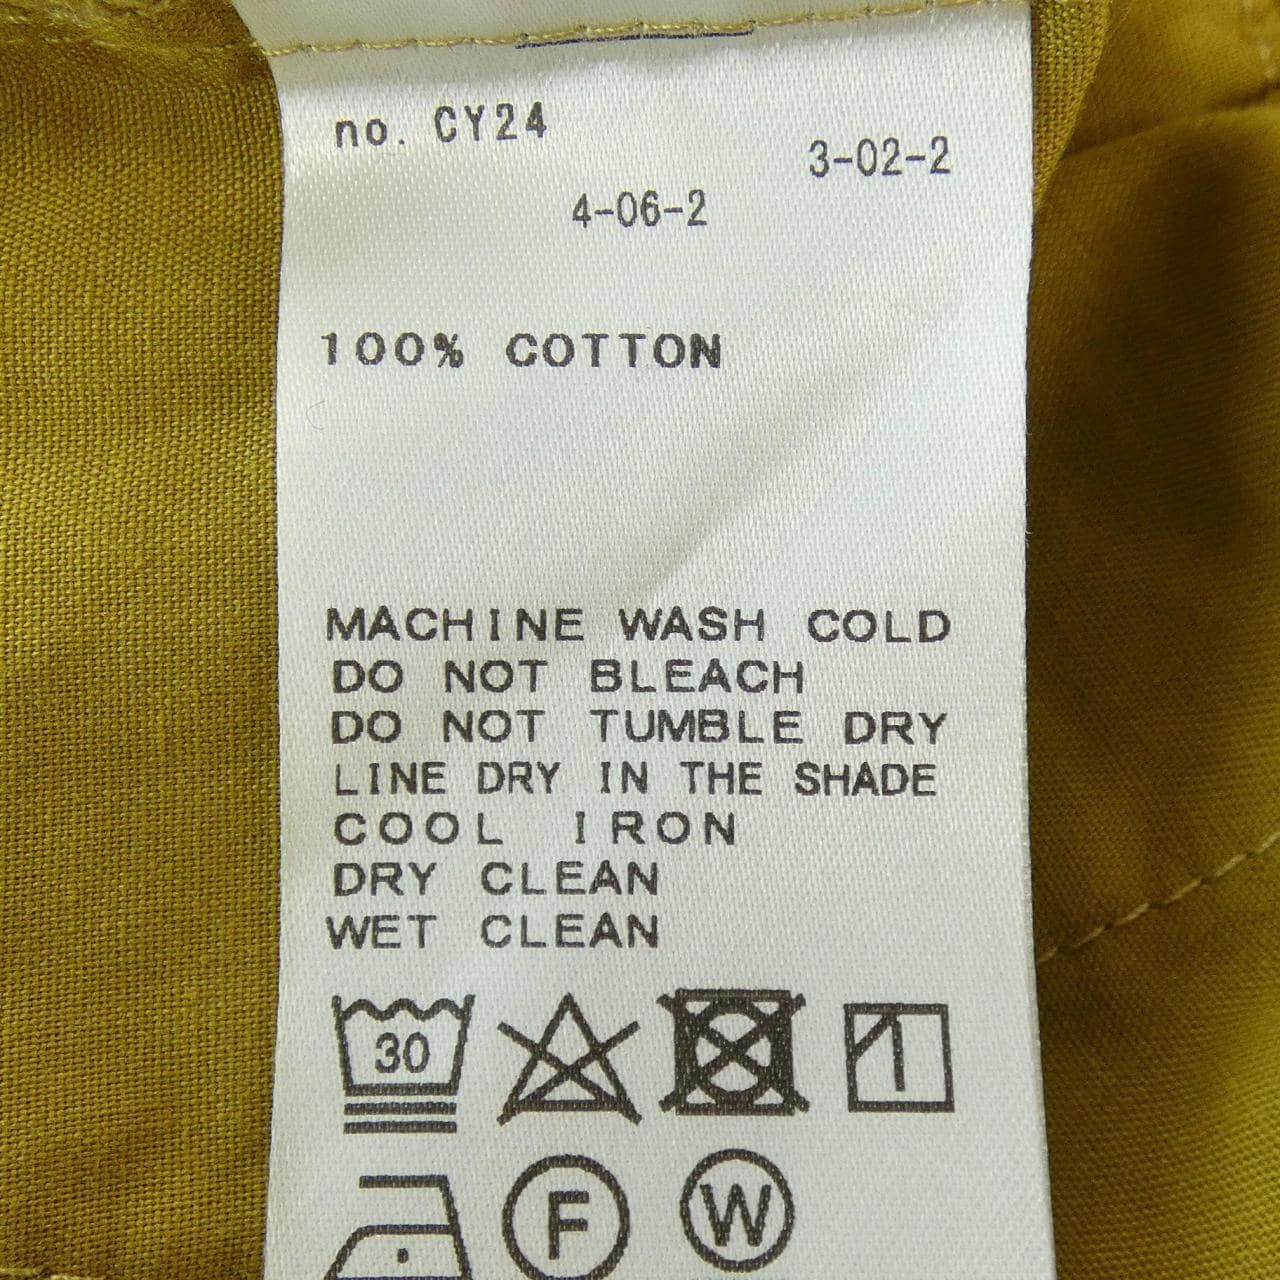 no. CY24
3-02-2
4-06-2
100% COTTON
MACHINE WASH COLD
DO NOT BLEACH
DO NOT TUMBLE DRY
LINE DRY IN THE SHADE
COOL IRON
DRY CLEAN
WET CLEAN
30
F W